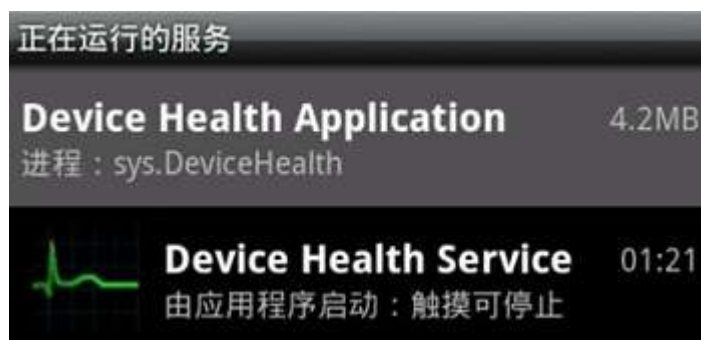 正在运行的服务
Device Health Application 4.2MB
进程：sys.DeviceHealth
Device Health Service 01:21
由应用程序启动：触摸可停止